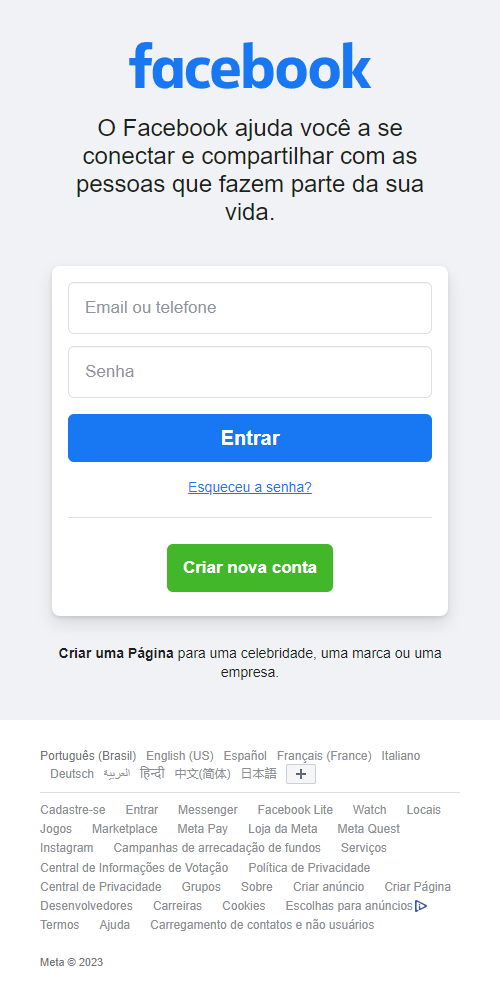 facebook
O Facebook ajuda você a se
conectar e compartilhar com as
pessoas que fazem parte da sua
vida.
Email ou telefone
Senha
Entrar
Esqueceu a senha?
Criar nova conta
Criar uma Página para uma celebridade, uma marca ou uma
empresa.
Português (Brasil) English (US) Español Français (France) Italiano
Deutsch العربية हिन्दी 中文(简体) 日本語 +
Cadastre-se Entrar Messenger Facebook Lite Watch Locais
Jogos Marketplace Meta Pay Loja da Meta Meta Quest
Instagram Campanhas de arrecadação de fundos Serviços
Central de Informações de Votação Política de Privacidade
Central de Privacidade Grupos Sobre Criar anúncio Criar Página
Desenvolvedores Carreiras Cookies Escolhas para anúncios
Termos Ajuda Carregamento de contatos e não usuários
Meta © 2023